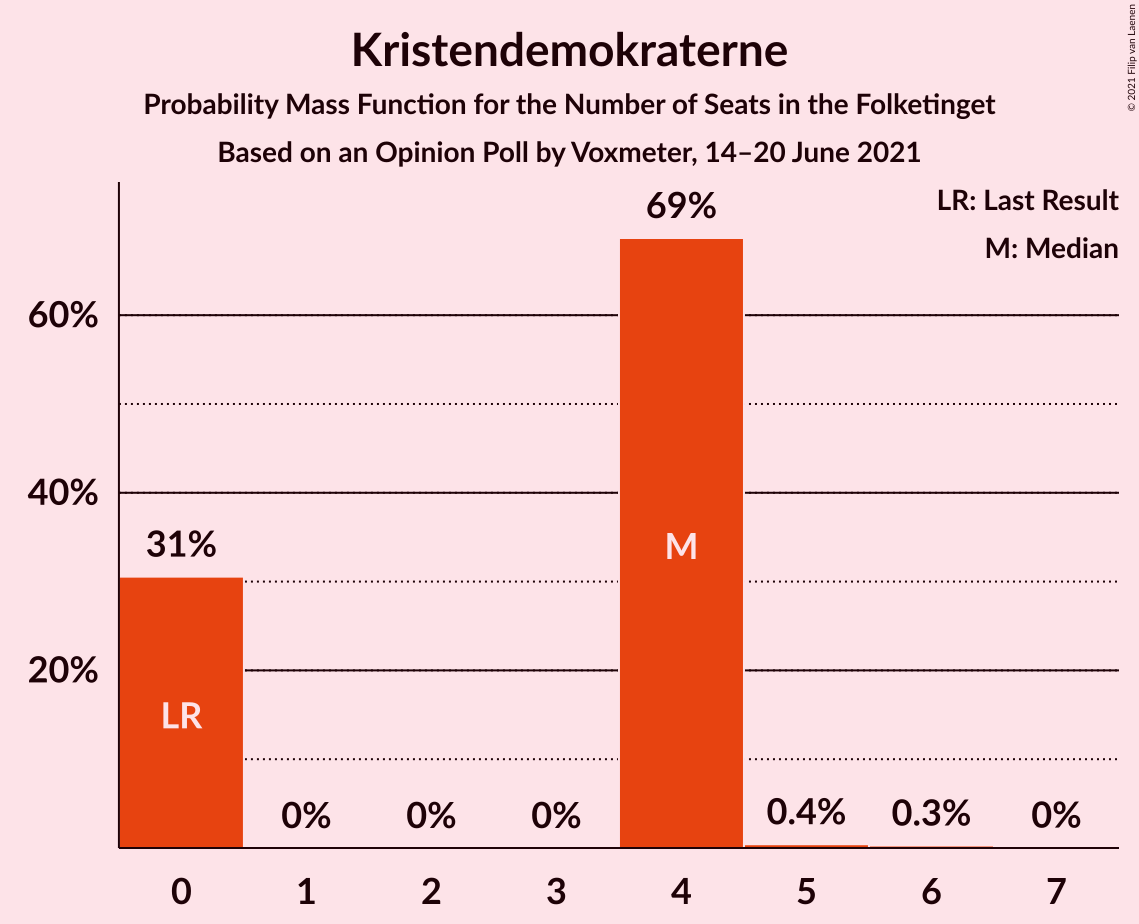 Kristendemokraterne
Probability Mass Function for the Number of Seats in the Folketinget
Based on an Opinion Poll by Voxmeter, 14–20 June 2021
© 2021 Filip van Laenen
LR: Last Result
M: Median
69%
60%
40%
31%
M
20%
LR
0%
0%
0%
0.4%
0.3%
0%
0
1
2
3
4
5
6
7